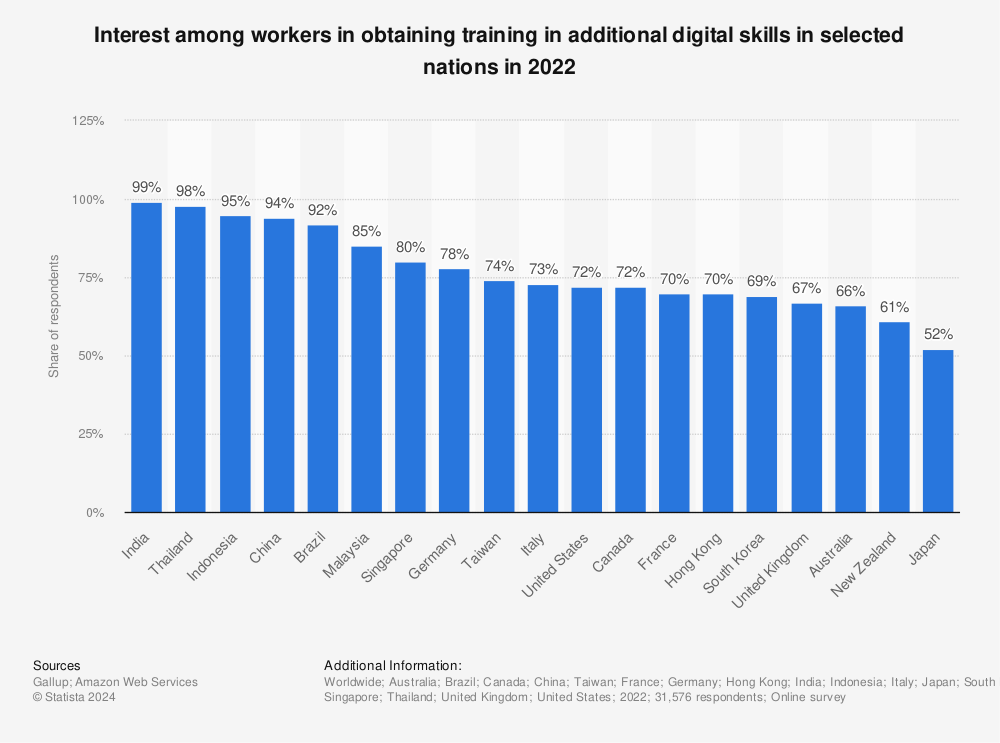 Interest among workers in obtaining training in additional digital skills in selected
nations in 2022
Share of respondents
125%
100%
75%
50%
25%
0%
99%
98%
95%
94%
92%
85%
80%
78%
74%
73%
72%
72%
70%
70%
69%
67%
66%
61%
52%
India
Thailand
Indonesia
China
Brazil
Malaysia
Singapore
Germany
Taiwan
Italy
United States
Canada
France
Hong Kong
South Korea
United Kingdom
Australia
New Zealand
Japan
Sources
Gallup; Amazon Web Services
© Statista 2024
Additional Information:
Worldwide; Australia; Brazil; Canada; China; Taiwan; France; Germany; Hong Kong; India; Indonesia; Italy; Japan; South
Singapore; Thailand; United Kingdom; United States; 2022; 31,576 respondents; Online survey